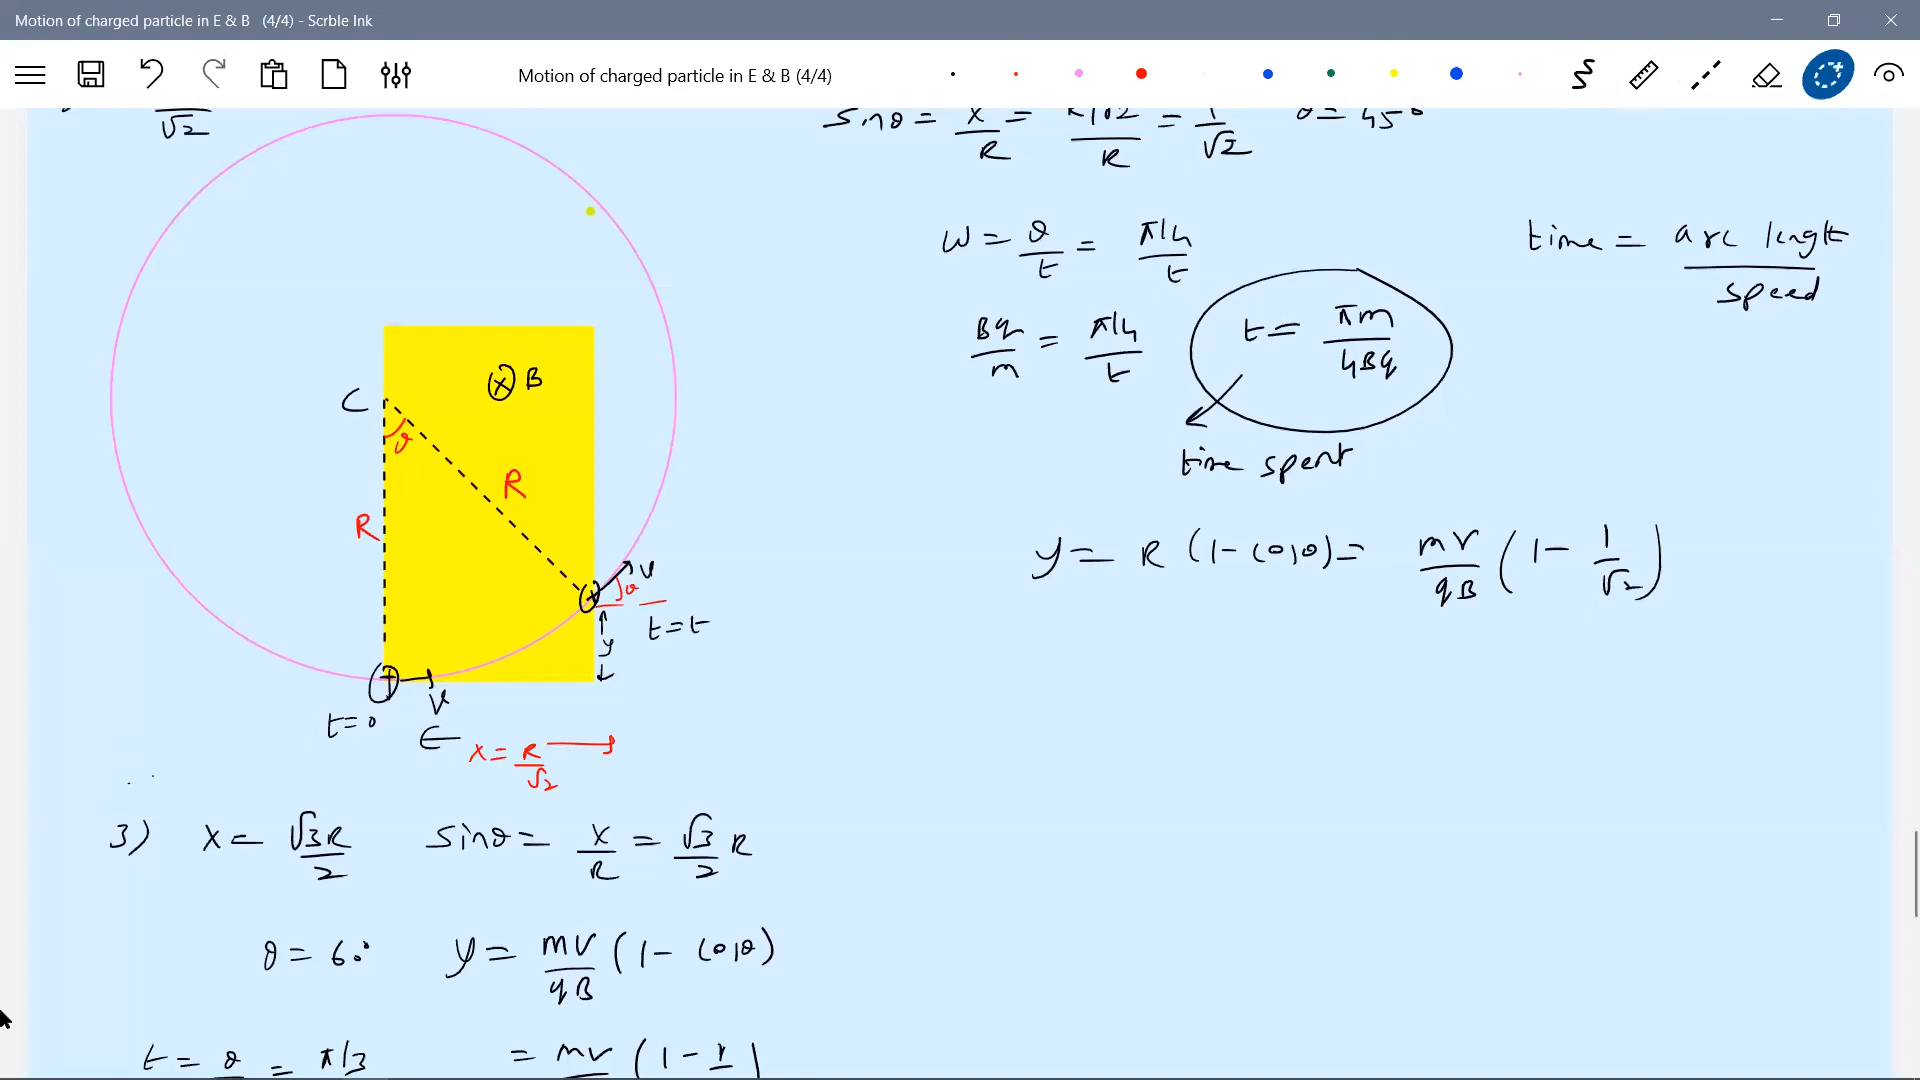 Motion of charged particle in E & B (4/4) - Scrble Ink
Motion of charged particle in E & B (4/4)
√2
sinθ = x/R = R/√2 / R = 1/√2 θ = 45°
ω = θ/t = π/4 / t
time = arc lengt / speed
Bq/m = π/4 / t
t = πm/4Bq
time spent
y = R (1 - cosθ) = mv/qB (1 - 1/√2)
B
C
θ
R
R
v
θ
t = t
y
v
t = 0
x = R/√2
3) x = √3R/2 sinθ = x/R = √3/2 R
θ = 60° y = mv/qB (1 - cosθ)
t = θ = π/3 = mv (1 - 1